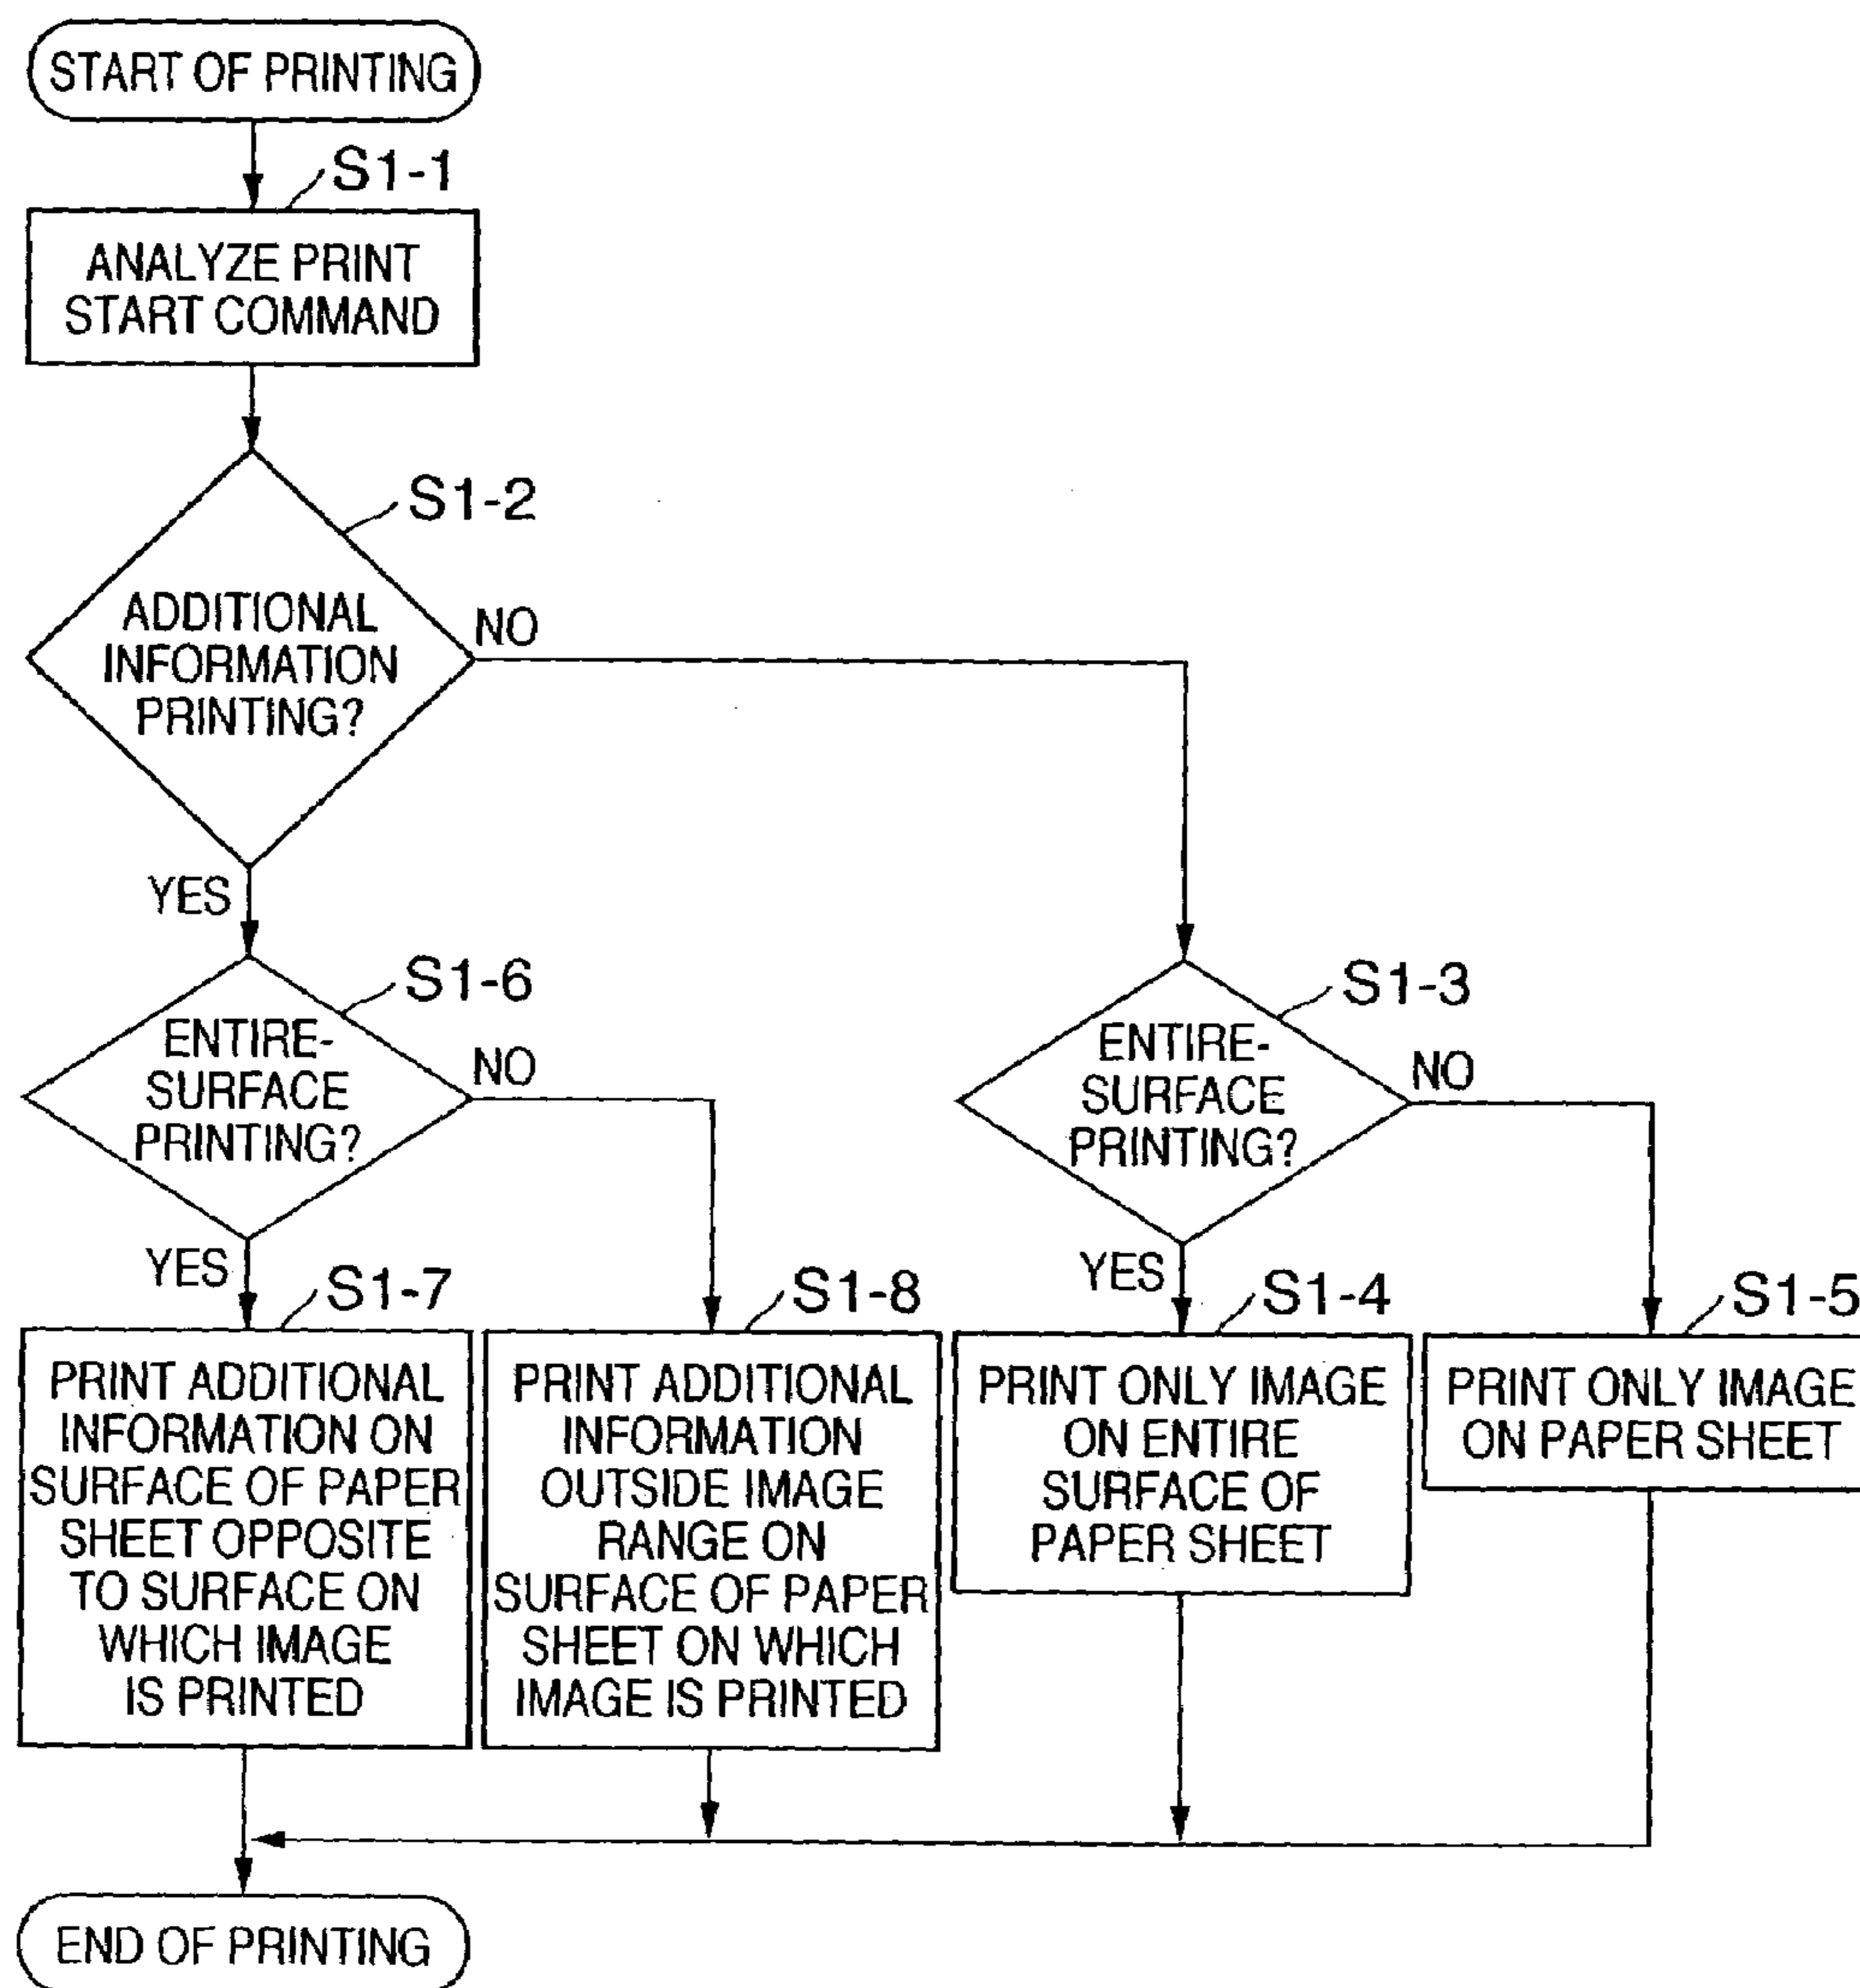 START OF PRINTING
S1-1
ANALYZE PRINT
START COMMAND
S1-2
ADDITIONAL
INFORMATION
PRINTING?
NO
YES
S1-6
ENTIRE-
SURFACE
PRINTING?
NO
YES
S1-3
ENTIRE-
SURFACE
PRINTING?
NO
YES
S1-7
PRINT ADDITIONAL
INFORMATION ON
SURFACE OF PAPER
SHEET OPPOSITE
TO SURFACE ON
WHICH IMAGE
IS PRINTED
S1-8
PRINT ADDITIONAL
INFORMATION
OUTSIDE IMAGE
RANGE ON
SURFACE OF PAPER
SHEET ON WHICH
IMAGE IS PRINTED
S1-4
PRINT ONLY IMAGE
ON ENTIRE
SURFACE OF
PAPER SHEET
S1-5
PRINT ONLY IMAGE
ON PAPER SHEET
END OF PRINTING